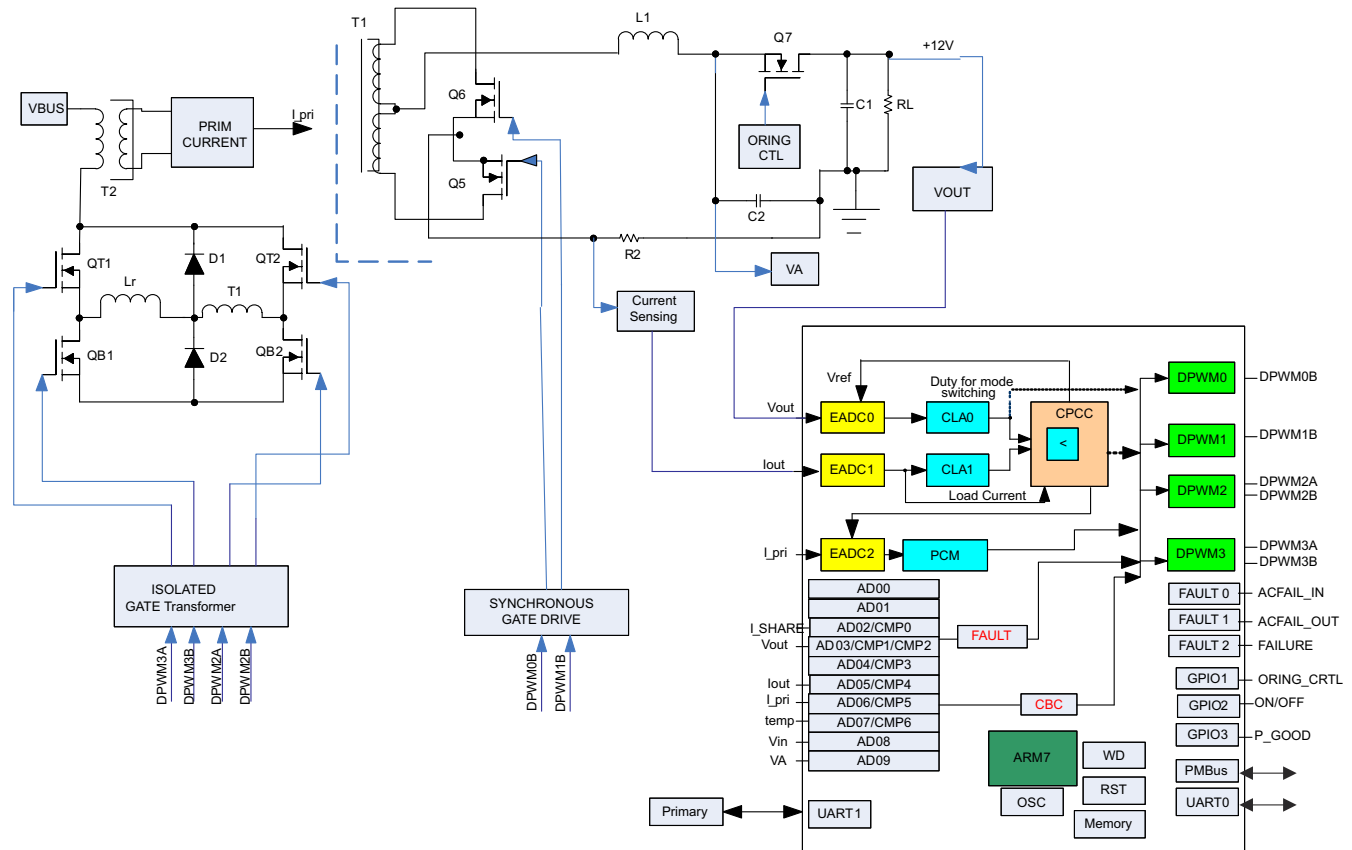 T1
L1
Q7
+12V
VBUS
PRIM
CURRENT
I_pri
T2
Q6
Q5
C1
RL
ORING
CTL
VOUT
C2
R2
VA
Current
Sensing
QT1
D1
QT2
Lr
T1
QB1
D2
QB2
ISOLATED
GATE Transformer
DPWM3A
DPWM3B
DPWM2A
DPWM2B
SYNCHRONOUS
GATE DRIVE
DPWM0B
DPWM1B
Vref
Duty for mode
switching
Vout
EADC0
CLA0
CPCC
<
DPWM0
DPWM0B
DPWM1
DPWM1B
Iout
EADC1
CLA1
Load Current
DPWM2
DPWM2A
DPWM2B
I_pri
EADC2
PCM
DPWM3
DPWM3A
DPWM3B
AD00
AD01
I_SHARE
AD02/CMP0
Vout
AD03/CMP1/CMP2
AD04/CMP3
Iout
AD05/CMP4
I_pri
AD06/CMP5
temp
AD07/CMP6
Vin
AD08
VA
AD09
FAULT
CBC
FAULT 0
ACFAIL_IN
FAULT 1
ACFAIL_OUT
FAULT 2
FAILURE
GPIO1
ORING_CRTL
GPIO2
ON/OFF
GPIO3
P_GOOD
ARM7
WD
PMBus
OSC
RST
UART0
Memory
Primary
UART1